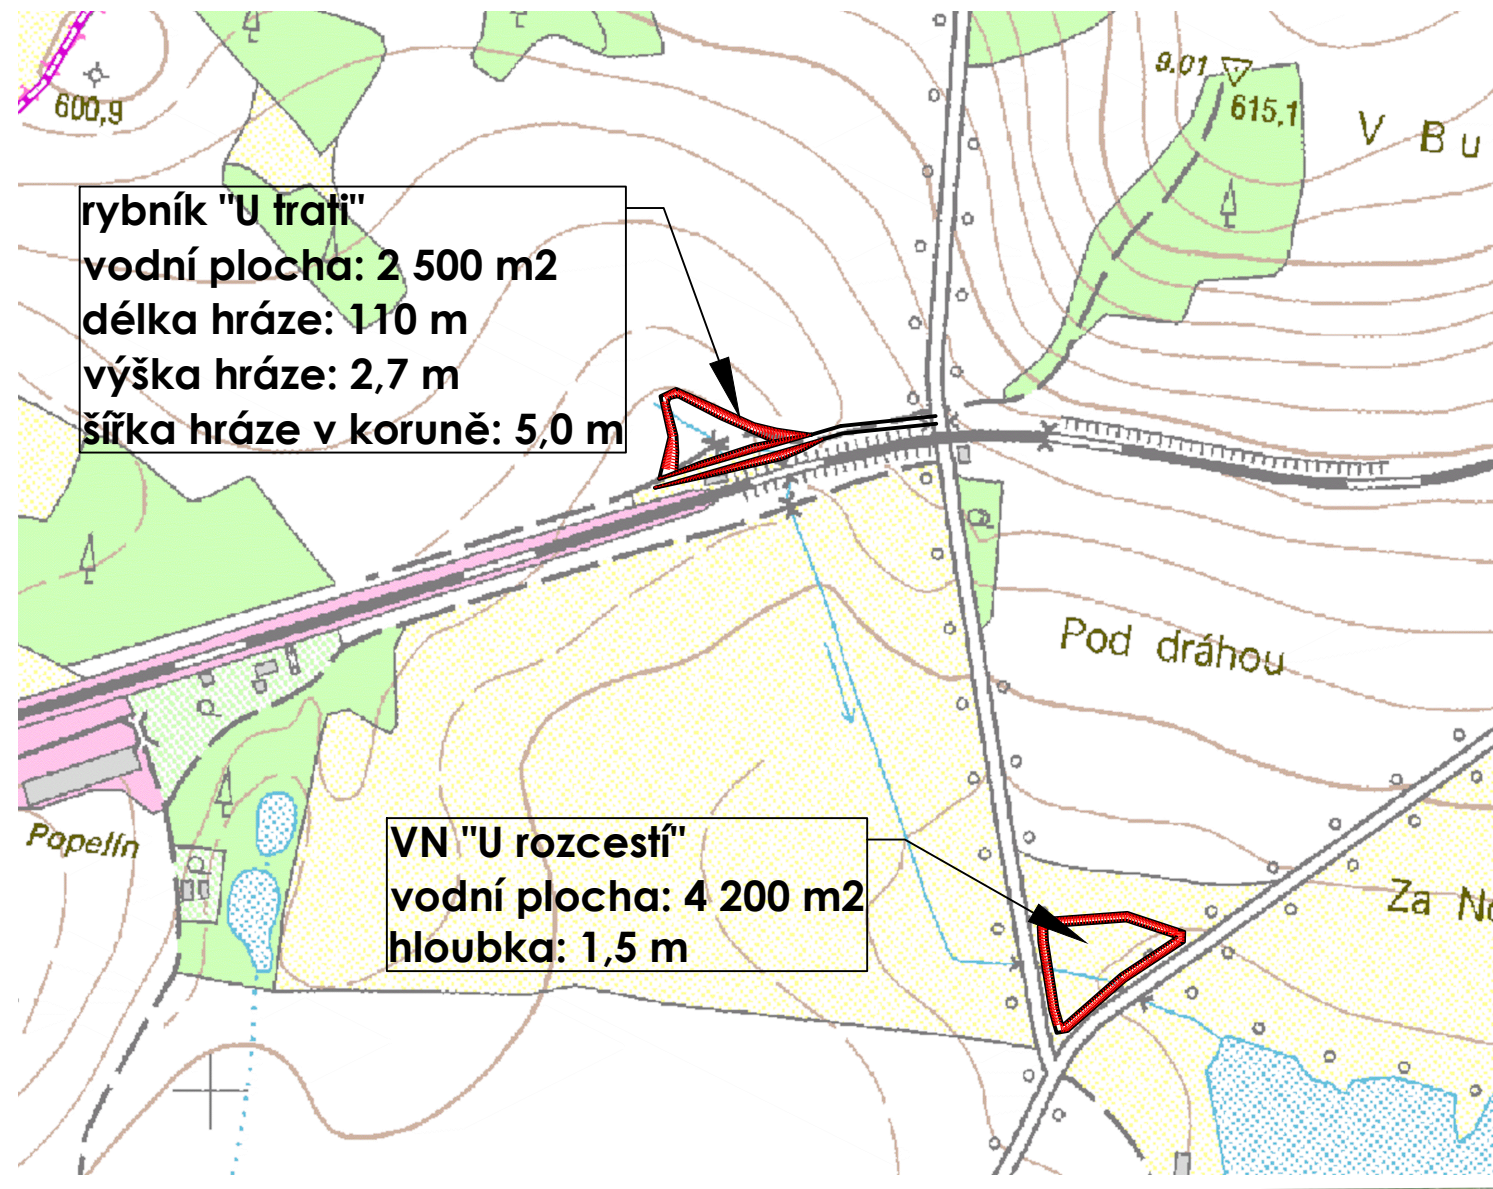 9.01
600,9
615,1
V Bu
rybník "U trati"
vodní plocha: 2 500 m2
délka hráze: 110 m
výška hráze: 2,7 m
šířka hráze v koruně: 5,0 m
Pod dráhou
Popelín
VN "U rozcestí"
vodní plocha: 4 200 m2
hloubka: 1,5 m
Za No